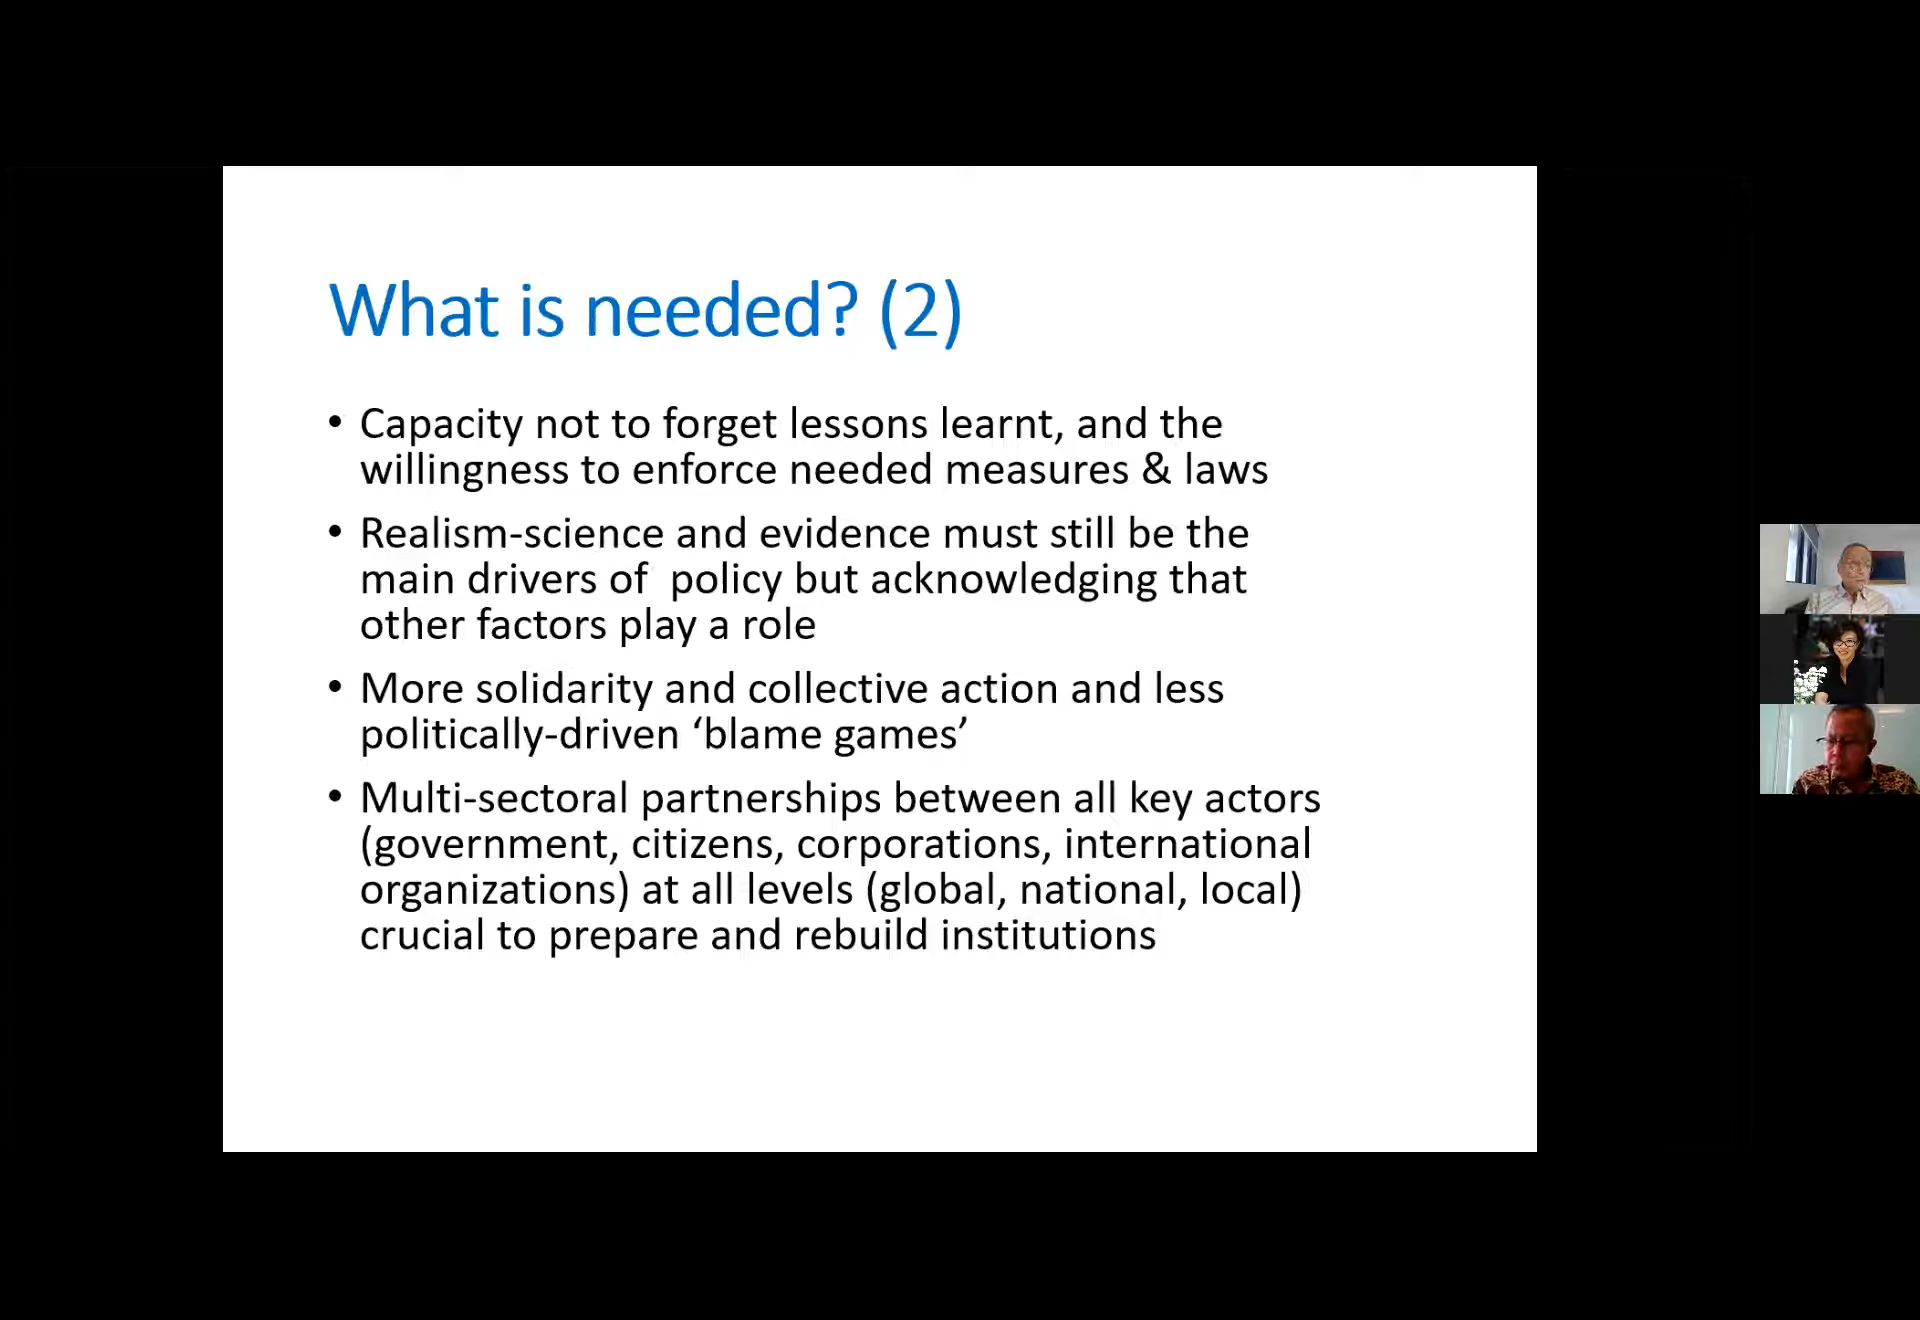 What is needed? (2)
• Capacity not to forget lessons learnt, and the
willingness to enforce needed measures & laws
• Realism-science and evidence must still be the
main drivers of  policy but acknowledging that
other factors play a role
• More solidarity and collective action and less
politically-driven ‘blame games’
• Multi-sectoral partnerships between all key actors
(government, citizens, corporations, international
organizations) at all levels (global, national, local)
crucial to prepare and rebuild institutions